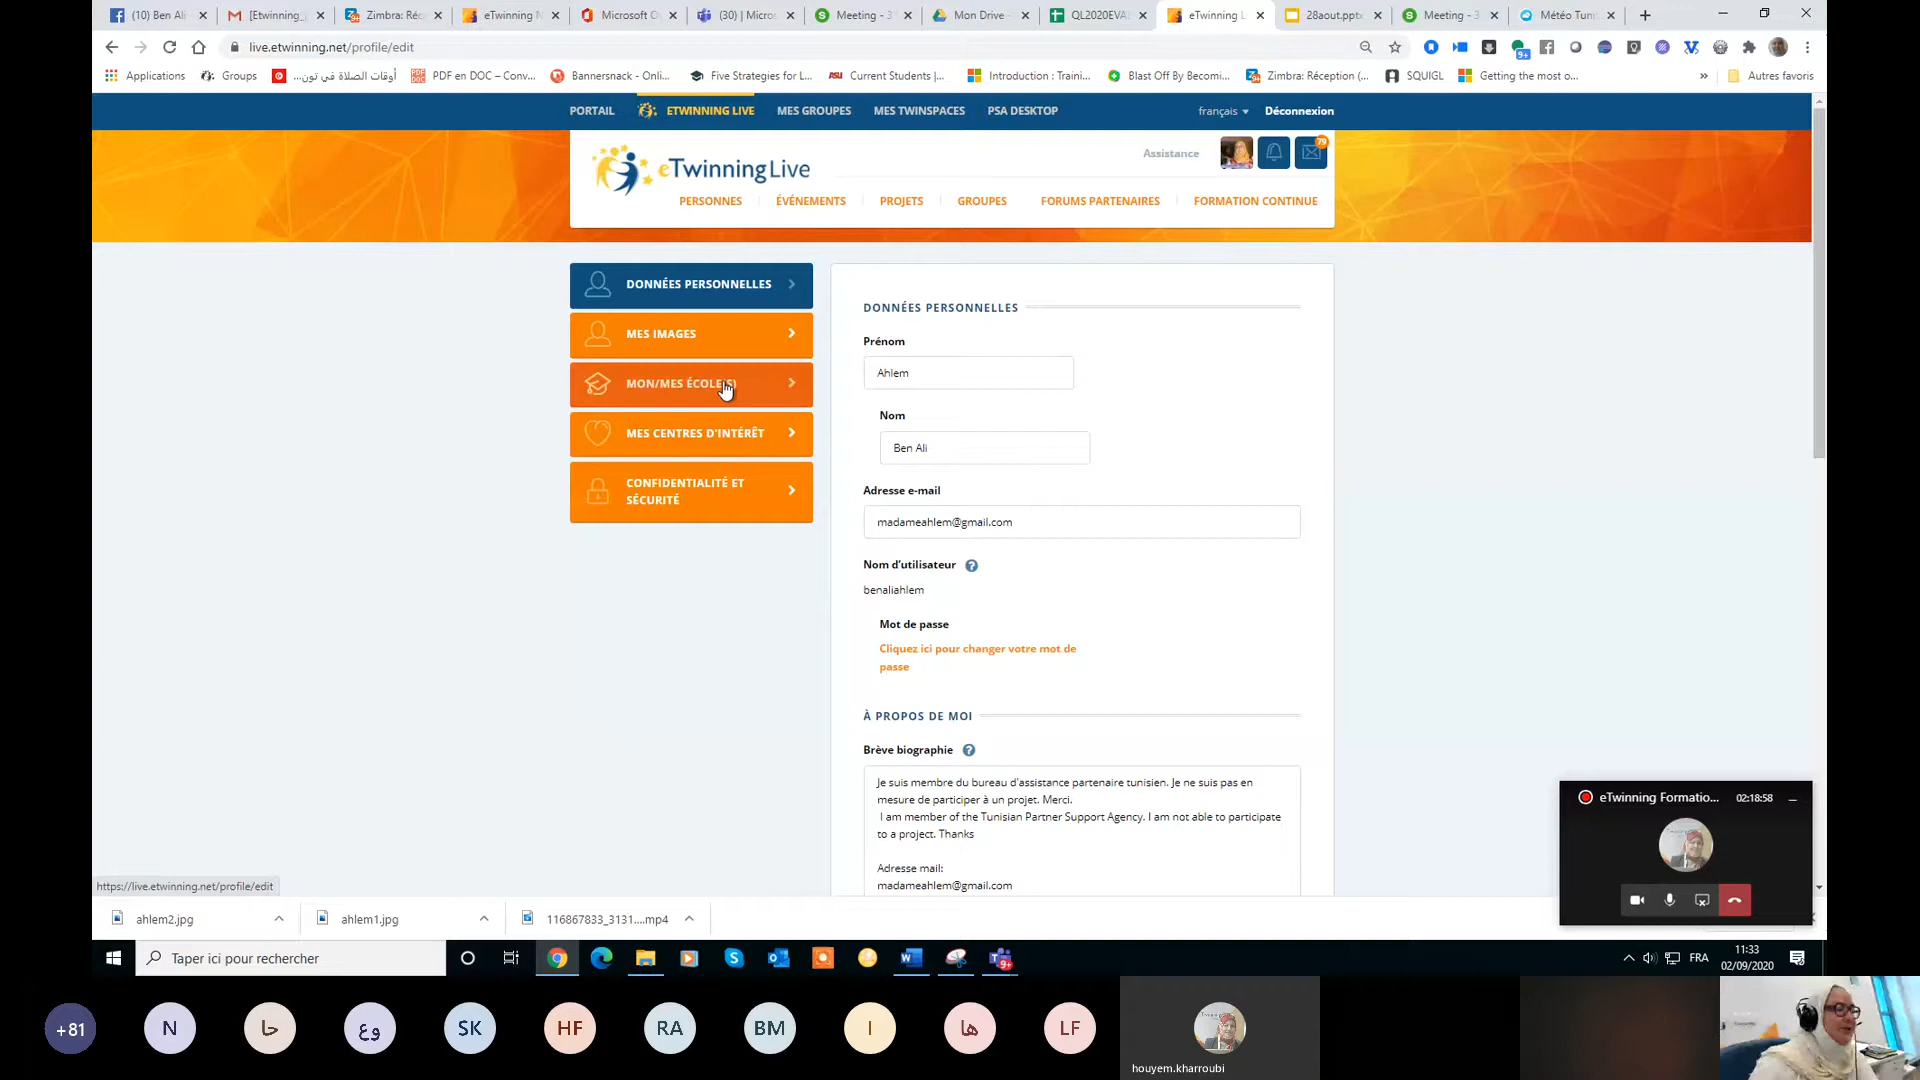 (10) Ben Ali
[Etwinning_
Zimbra: Réc
eTwinning N
Microsoft O
(30) | Micros
Meeting - 3
Mon Drive -
QL2020EVAL
eTwinning L
28aout.pptx
Meeting - 3
Météo Tuni
live.etwinning.net/profile/edit
Applications
Groups
أوقات الصلاة في تون...
PDF en DOC – Conv...
Bannersnack - Onli...
Five Strategies for L...
ASU Current Students |...
Introduction : Traini...
Blast Off By Becomi...
Zimbra: Réception (...
SQUIGL
Getting the most o...
»
Autres favoris
PORTAIL
ETWINNING LIVE
MES GROUPES
MES TWINSPACES
PSA DESKTOP
français
Déconnexion
eTwinningLive
Assistance
79
PERSONNES
ÉVÉNEMENTS
PROJETS
GROUPES
FORUMS PARTENAIRES
FORMATION CONTINUE
DONNÉES PERSONNELLES
MES IMAGES
MON/MES ÉCOLE(S)
MES CENTRES D'INTÉRÊT
CONFIDENTIALITÉ ET
SÉCURITÉ
DONNÉES PERSONNELLES
Prénom
Ahlem
Nom
Ben Ali
Adresse e-mail
madameahlem@gmail.com
Nom d'utilisateur ?
benaliahlem
Mot de passe
Cliquez ici pour changer votre mot de
passe
À PROPOS DE MOI
Brève biographie ?
Je suis membre du bureau d'assistance partenaire tunisien. Je ne suis pas en
mesure de participer à un projet. Merci.
I am member of the Tunisian Partner Support Agency. I am not able to participate
to a project. Thanks
Adresse mail:
madameahlem@gmail.com
eTwinning Formatio...
02:18:58
https://live.etwinning.net/profile/edit
ahlem2.jpg
ahlem1.jpg
116867833_3131....mp4
Taper ici pour rechercher
FRA
11:33
02/09/2020
+81
N
حا
وع
SK
HF
RA
BM
I
ها
LF
houyem.kharroubi